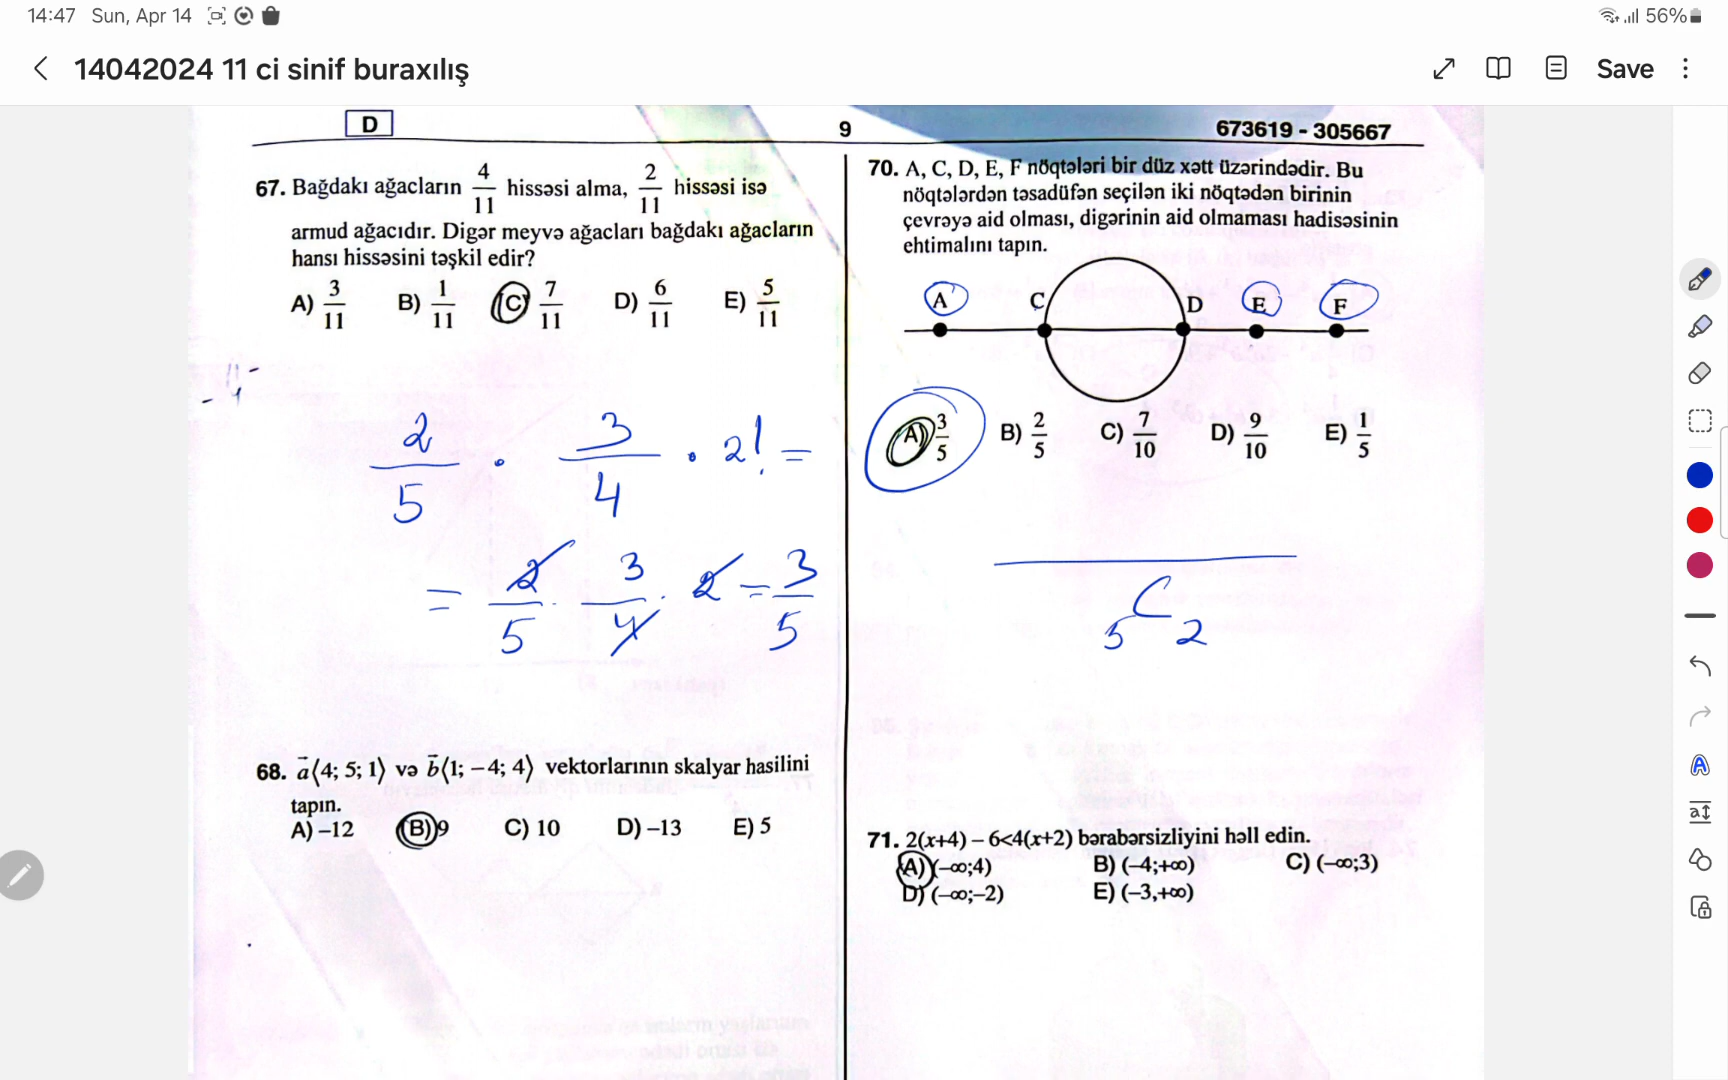 14:47 Sun, Apr 14
56%
14042024 11 ci sinif buraxılış
Save
D
9
673619 - 305667
67. Bağdakı ağacların 4/11 hissəsi alma, 2/11 hissəsi isə
armud ağacıdır. Digər meyvə ağacları bağdakı ağacların
hansı hissəsini təşkil edir?
A) 3/11 B) 1/11 C) 7/11 D) 6/11 E) 5/11
2/5 · 3/4 · 2! =
= 2/5 · 3/4 · 2 = 3/5
68. a⃗(4; 5; 1) və b⃗(1; –4; 4) vektorlarının skalyar hasilini
tapın.
A) –12 B) 9 C) 10 D) –13 E) 5
70. A, C, D, E, F nöqtələri bir düz xətt üzərindədir. Bu
nöqtələrdən təsadüfən seçilən iki nöqtədən birinin
çevrəyə aid olması, digərinin aid olmaması hadisəsinin
ehtimalını tapın.
A C D E F
A) 3/5 B) 2/5 C) 7/10 D) 9/10 E) 1/5
5C2
71. 2(x+4) – 6<4(x+2) bərabərsizliyini həll edin.
A) (–∞;4) B) (–4;+∞) C) (–∞;3)
D) (–∞;–2) E) (–3,+∞)